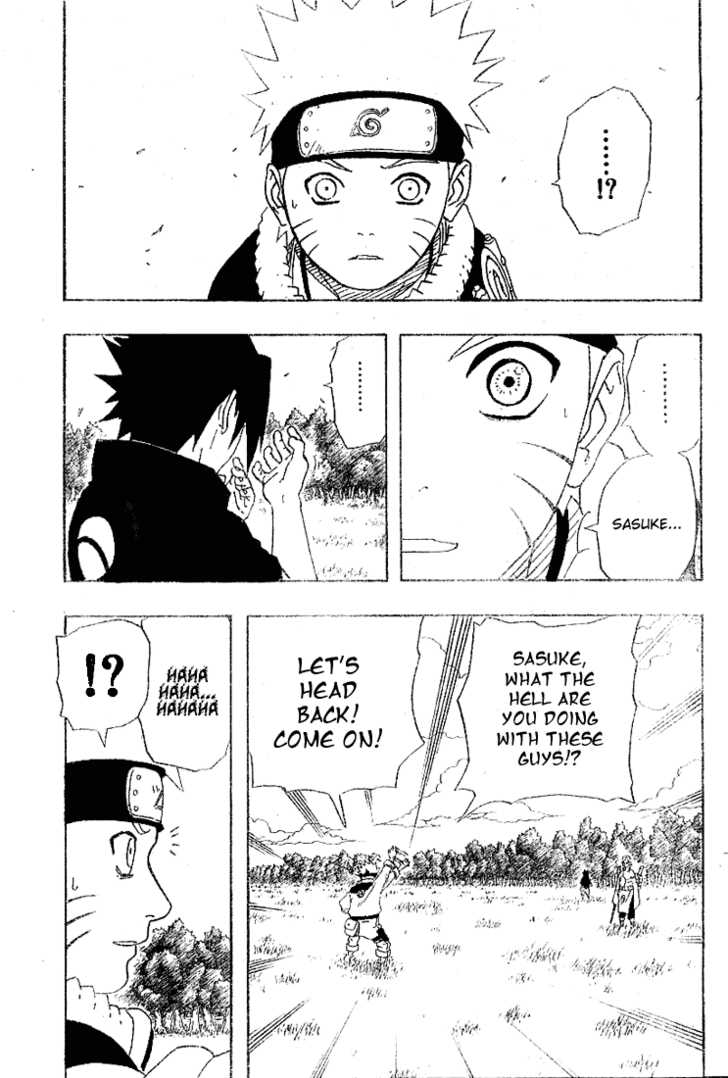 ......
!?
......
SASUKE...
......
SASUKE,
WHAT THE
HELL ARE
YOU DOING
WITH THESE
GUYS!?
LET'S
HEAD
BACK!
COME ON!
HAHA
HAHA...
HAHAHA
!?